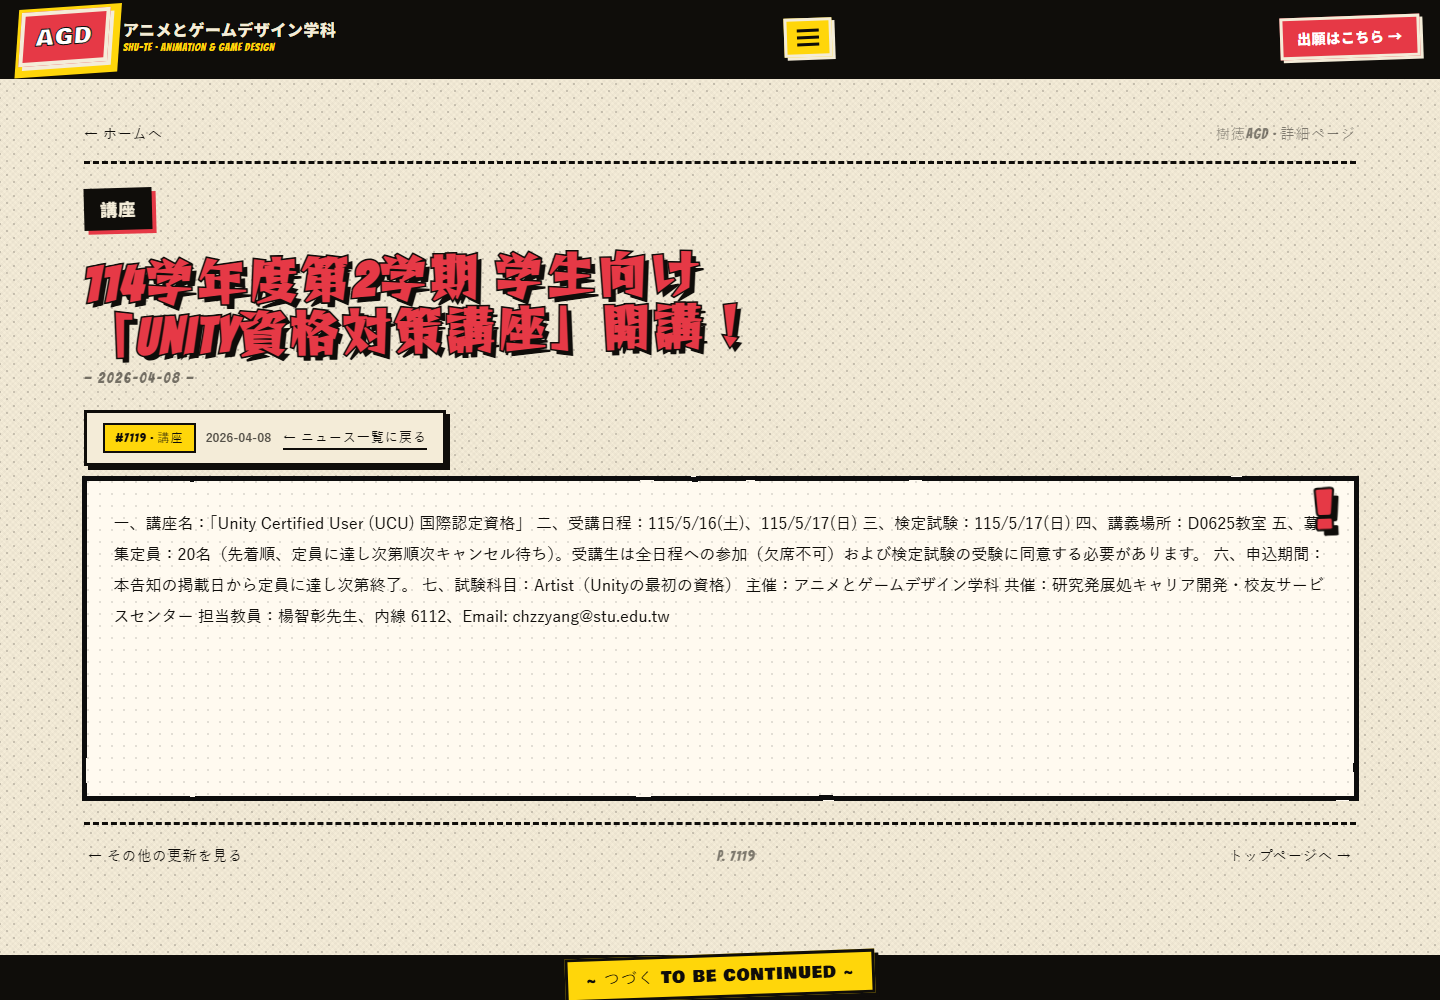 AGD
アニメとゲームデザイン学科
SHU-TE · ANIMATION & GAME DESIGN
出願はこちら →
← ホームへ
樹徳AGD · 詳細ページ
講座
114学年度第2学期 学生向け
「UNITY資格対策講座」開講！
— 2026-04-08 —
#7119 · 講座
2026-04-08
← ニュース一覧に戻る
一、講座名：「Unity Certified User (UCU) 国際認定資格」 二、受講日程：115/5/16(土)、115/5/17(日) 三、検定試験：115/5/17(日) 四、講義場所：D0625教室 五、募
集定員：20名（先着順、定員に達し次第順次キャンセル待ち）。受講生は全日程への参加（欠席不可）および検定試験の受験に同意する必要があります。 六、申込期間：
本告知の掲載日から定員に達し次第終了。 七、試験科目：Artist（Unityの最初の資格） 主催：アニメとゲームデザイン学科 共催：研究発展処キャリア開発・校友サービ
スセンター 担当教員：楊智彰先生、内線 6112、Email: chzzyang@stu.edu.tw
!
← その他の更新を見る
P. 7119
トップページへ →
~ つづく TO BE CONTINUED ~